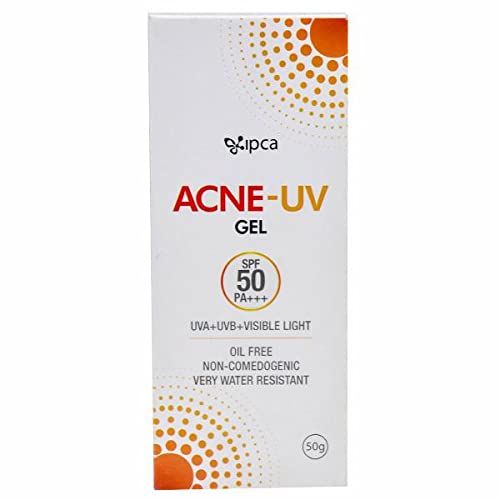 ipca
ACNE-UV
GEL
SPF
50
PA+++
UVA+UVB+VISIBLE LIGHT
OIL FREE
NON-COMEDOGENIC
VERY WATER RESISTANT
50g